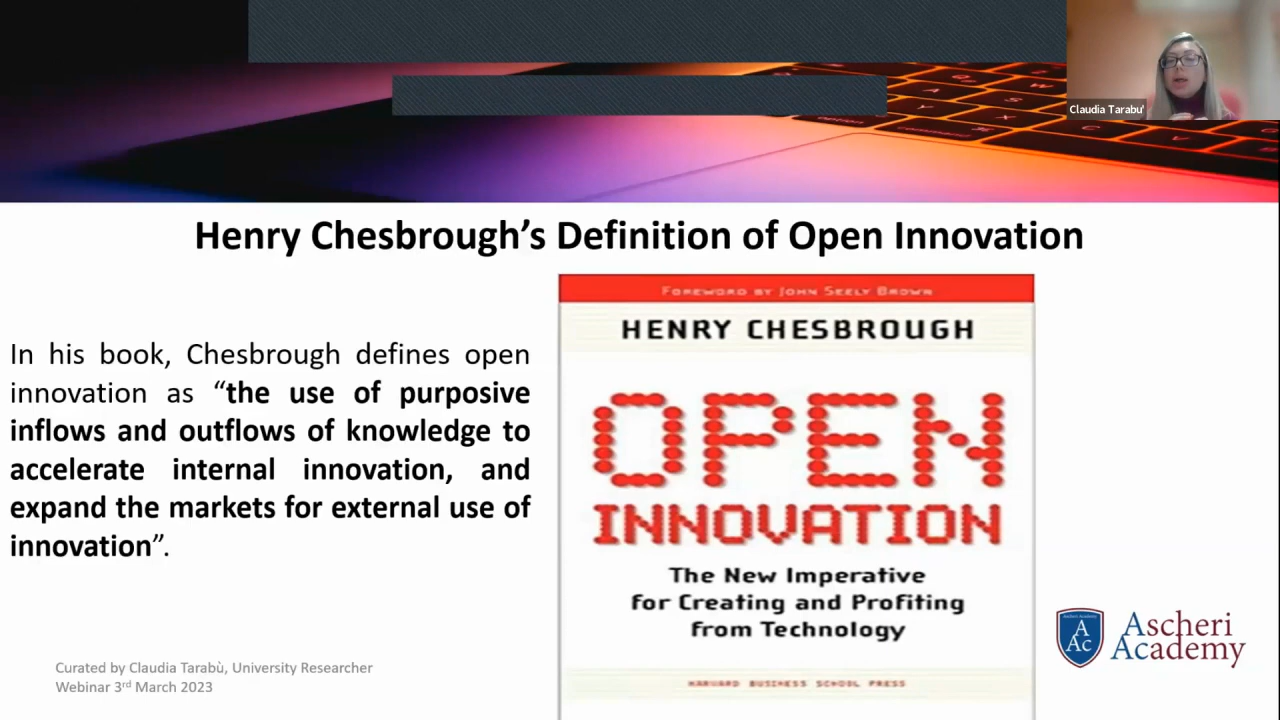 Claudia Tarabu'
Henry Chesbrough's Definition of Open Innovation
In his book, Chesbrough defines open
innovation as “the use of purposive
inflows and outflows of knowledge to
accelerate internal innovation, and
expand the markets for external use of
innovation”.
FOREWORD BY JOHN SEELY BROWN
HENRY CHESBROUGH
OPEN
INNOVATION
The New Imperative
for Creating and Profiting
from Technology
HARVARD BUSINESS SCHOOL PRESS
Curated by Claudia Tarabù, University Researcher
Webinar 3rd March 2023
A
AC
Ascheri
Academy